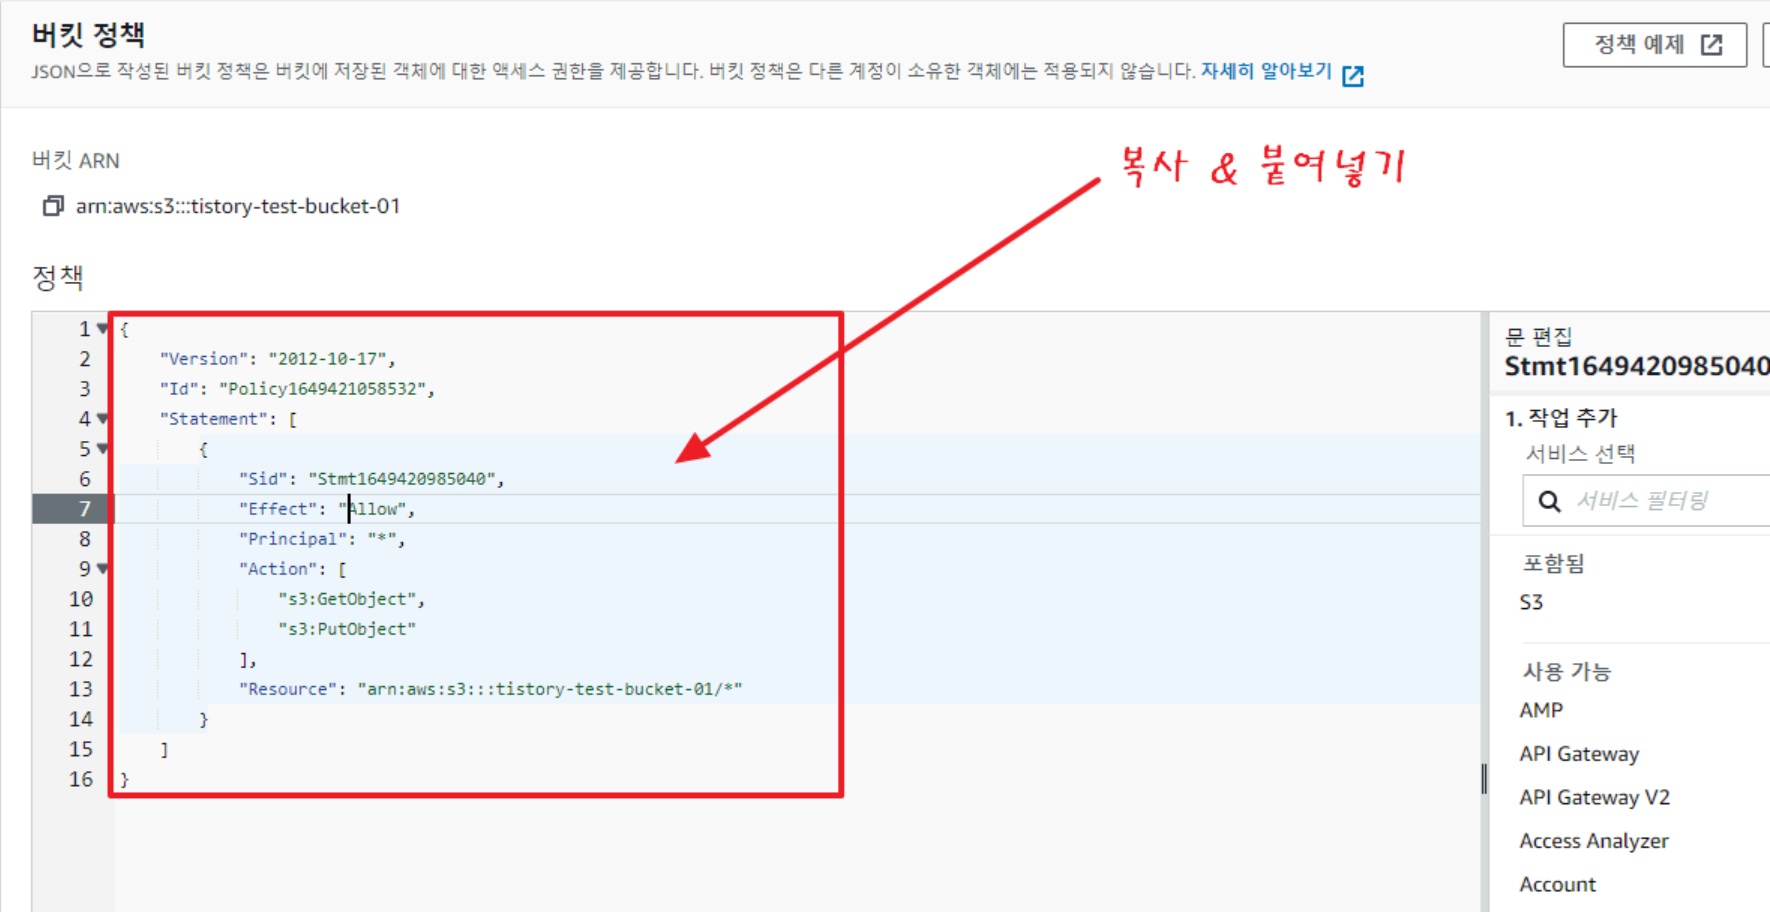 버킷 정책
정책 예제
JSON으로 작성된 버킷 정책은 버킷에 저장된 객체에 대한 액세스 권한을 제공합니다. 버킷 정책은 다른 계정이 소유한 객체에는 적용되지 않습니다. 자세히 알아보기
복사 & 붙여넣기
버킷 ARN
arn:aws:s3:::tistory-test-bucket-01
정책
1 {
2 "Version": "2012-10-17",
3 "Id": "Policy1649421058532",
4 "Statement": [
5 {
6 "Sid": "Stmt1649420985040",
7 "Effect": "Allow",
8 "Principal": "*",
9 "Action": [
10 "s3:GetObject",
11 "s3:PutObject"
12 ],
13 "Resource": "arn:aws:s3:::tistory-test-bucket-01/*"
14 }
15 ]
16 }
문 편집
Stmt1649420985040
1. 작업 추가
서비스 선택
서비스 필터링
포함됨
S3
사용 가능
AMP
API Gateway
API Gateway V2
Access Analyzer
Account